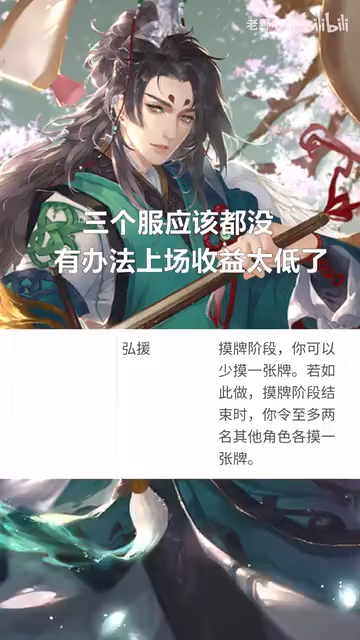 bilibili
三个服应该都没
有办法上场收益太低了
弘援
摸牌阶段，你可以
少摸一张牌。若如
此做，摸牌阶段结
束时，你令至多两
名其他角色各摸一
张牌。